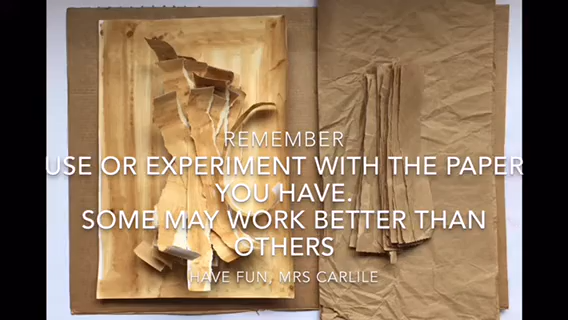 REMEMBER
USE OR EXPERIMENT WITH THE PAPER
YOU HAVE.
SOME MAY WORK BETTER THAN
OTHERS
HAVE FUN, MRS CARLILE